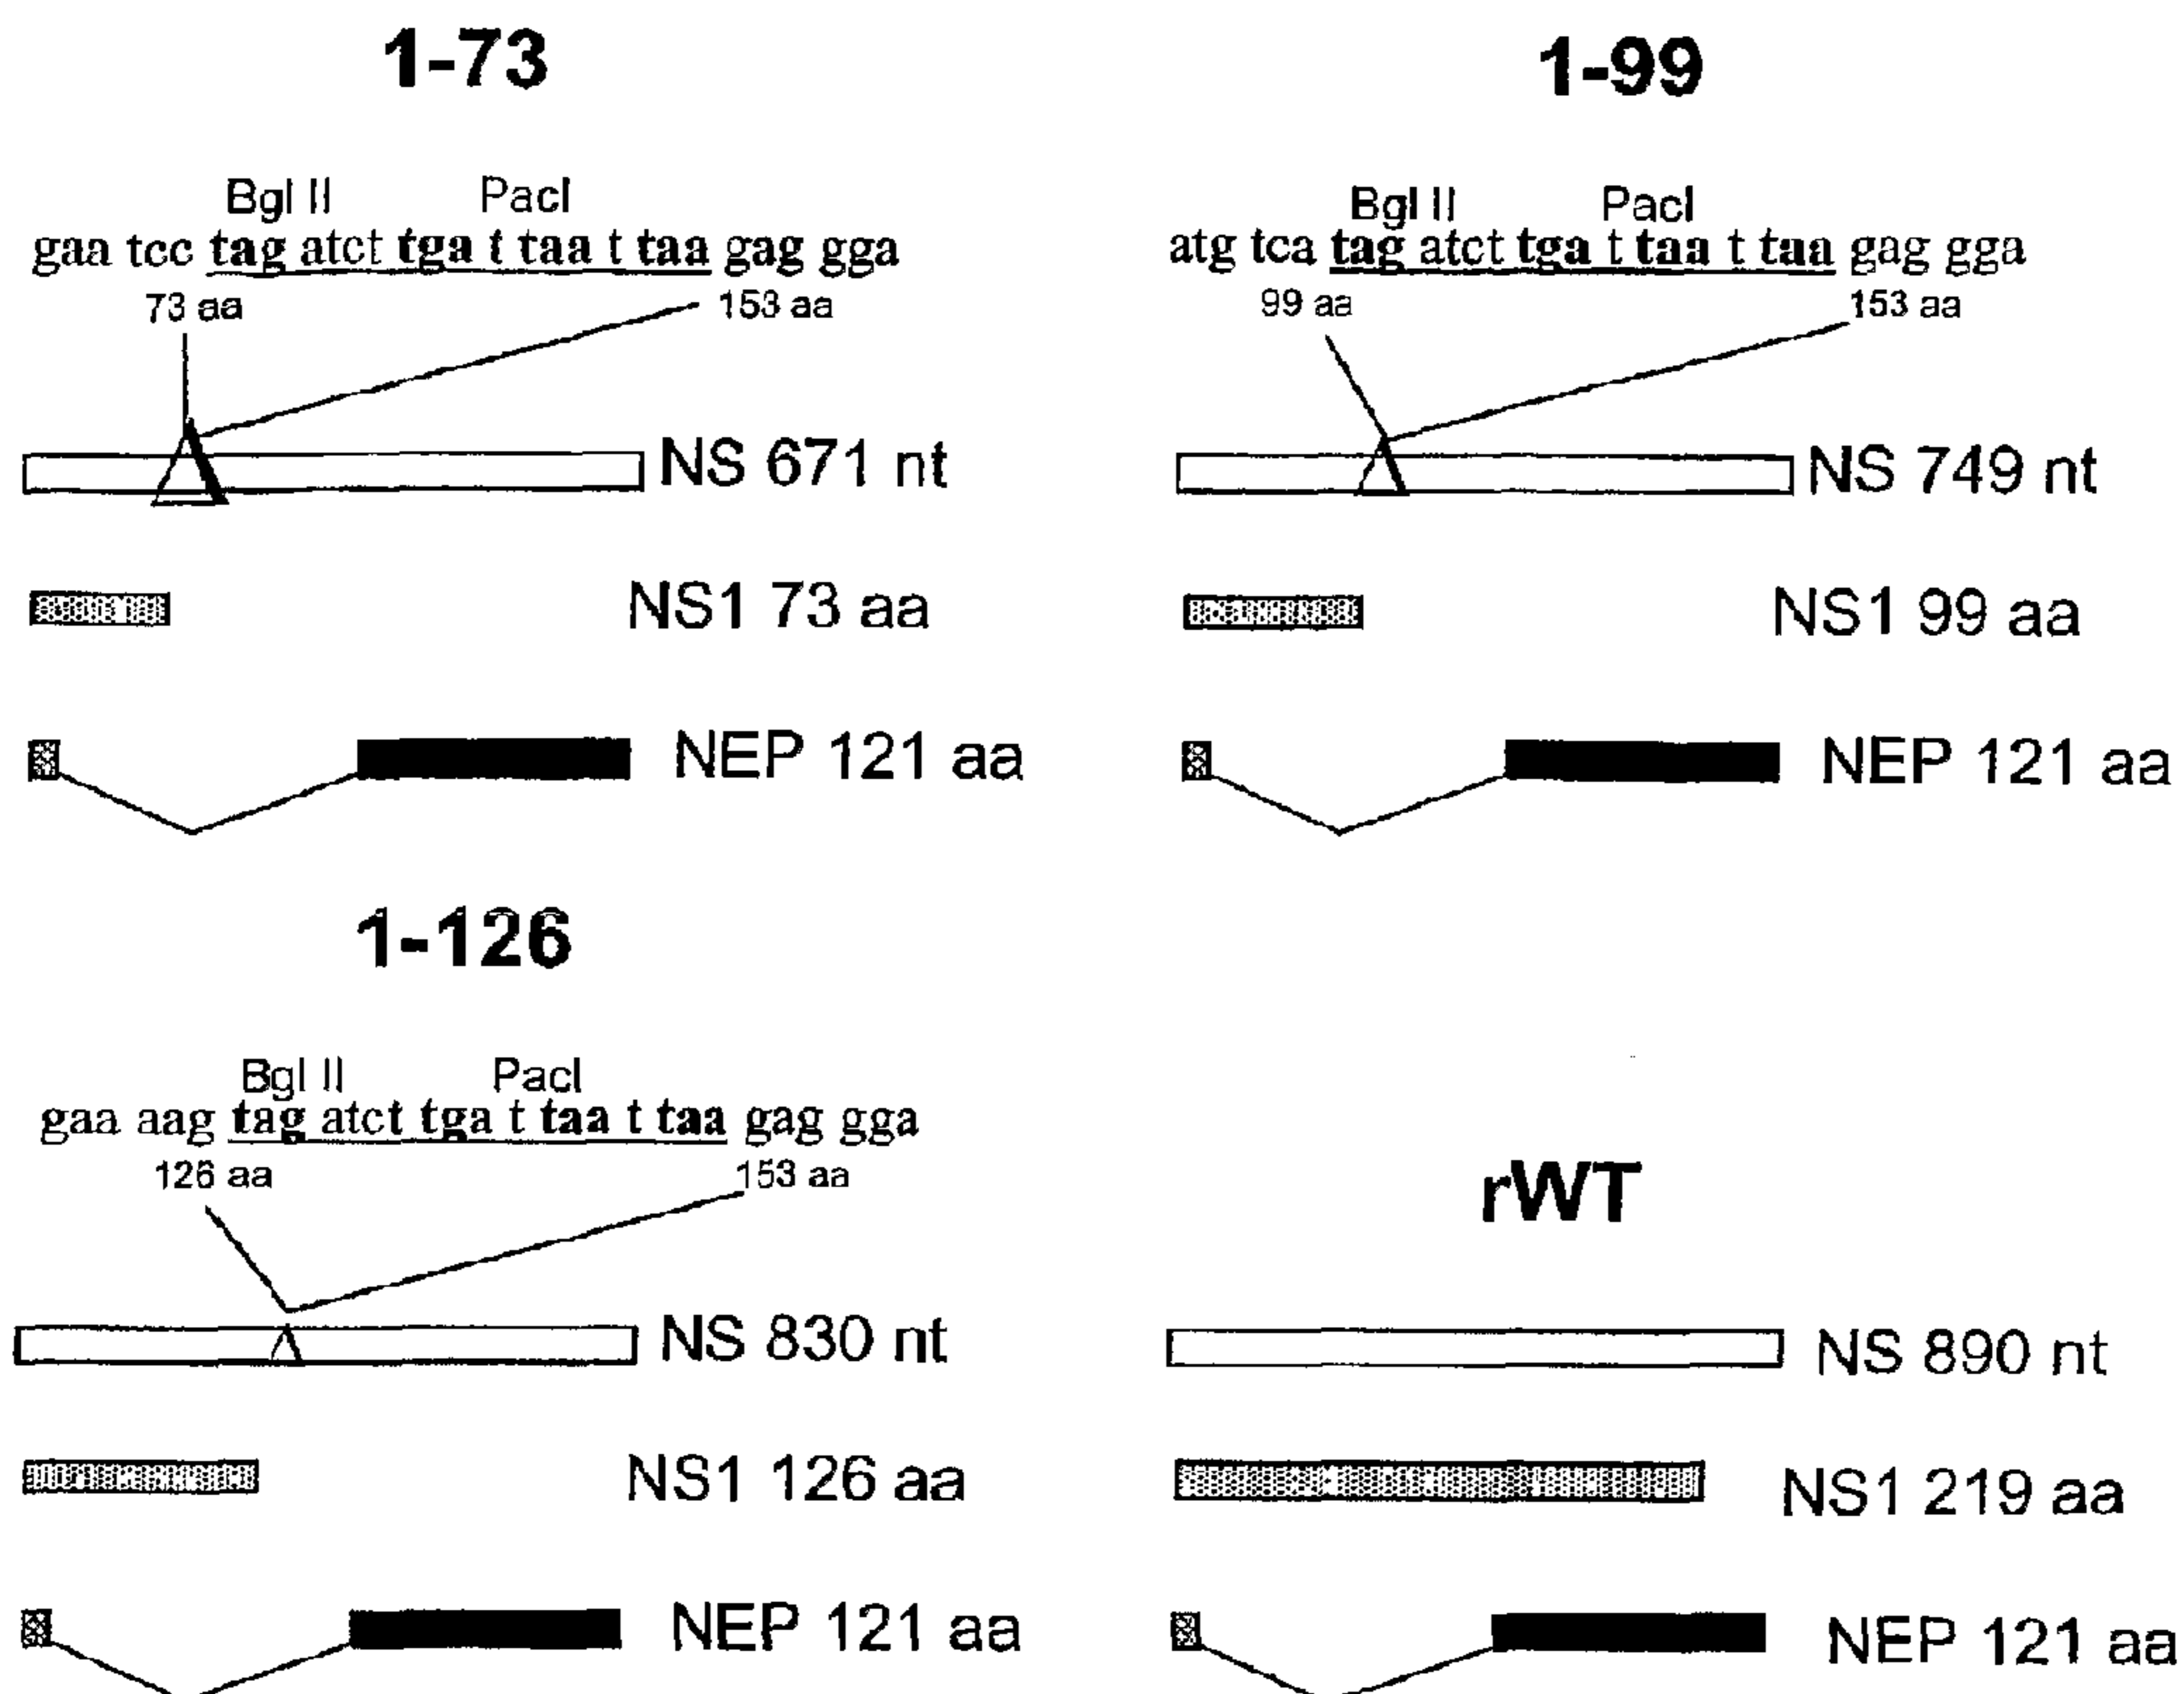 1-73
Bgl II PacI
gaa tcc tag atct tga t taa t taa gag gga
73 aa 153 aa
NS 671 nt
NS1 73 aa
NEP 121 aa
1-99
Bgl II PacI
atg tca tag atct tga t taa t taa gag gga
99 aa 153 aa
NS 749 nt
NS1 99 aa
NEP 121 aa
1-126
Bgl II PacI
gaa aag tag atct tga t taa t taa gag gga
126 aa 153 aa
NS 830 nt
NS1 126 aa
NEP 121 aa
rWT
NS 890 nt
NS1 219 aa
NEP 121 aa